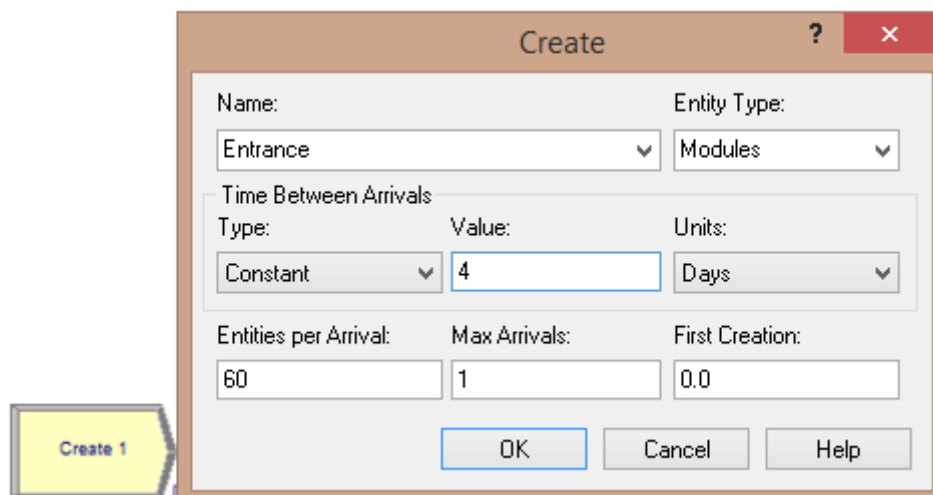 Create ?
Name: Entity Type:
Entrance Modules
Time Between Arrivals
Type: Value: Units:
Constant 4 Days
Entities per Arrival: Max Arrivals: First Creation:
60 1 0.0
Create 1
OK Cancel Help